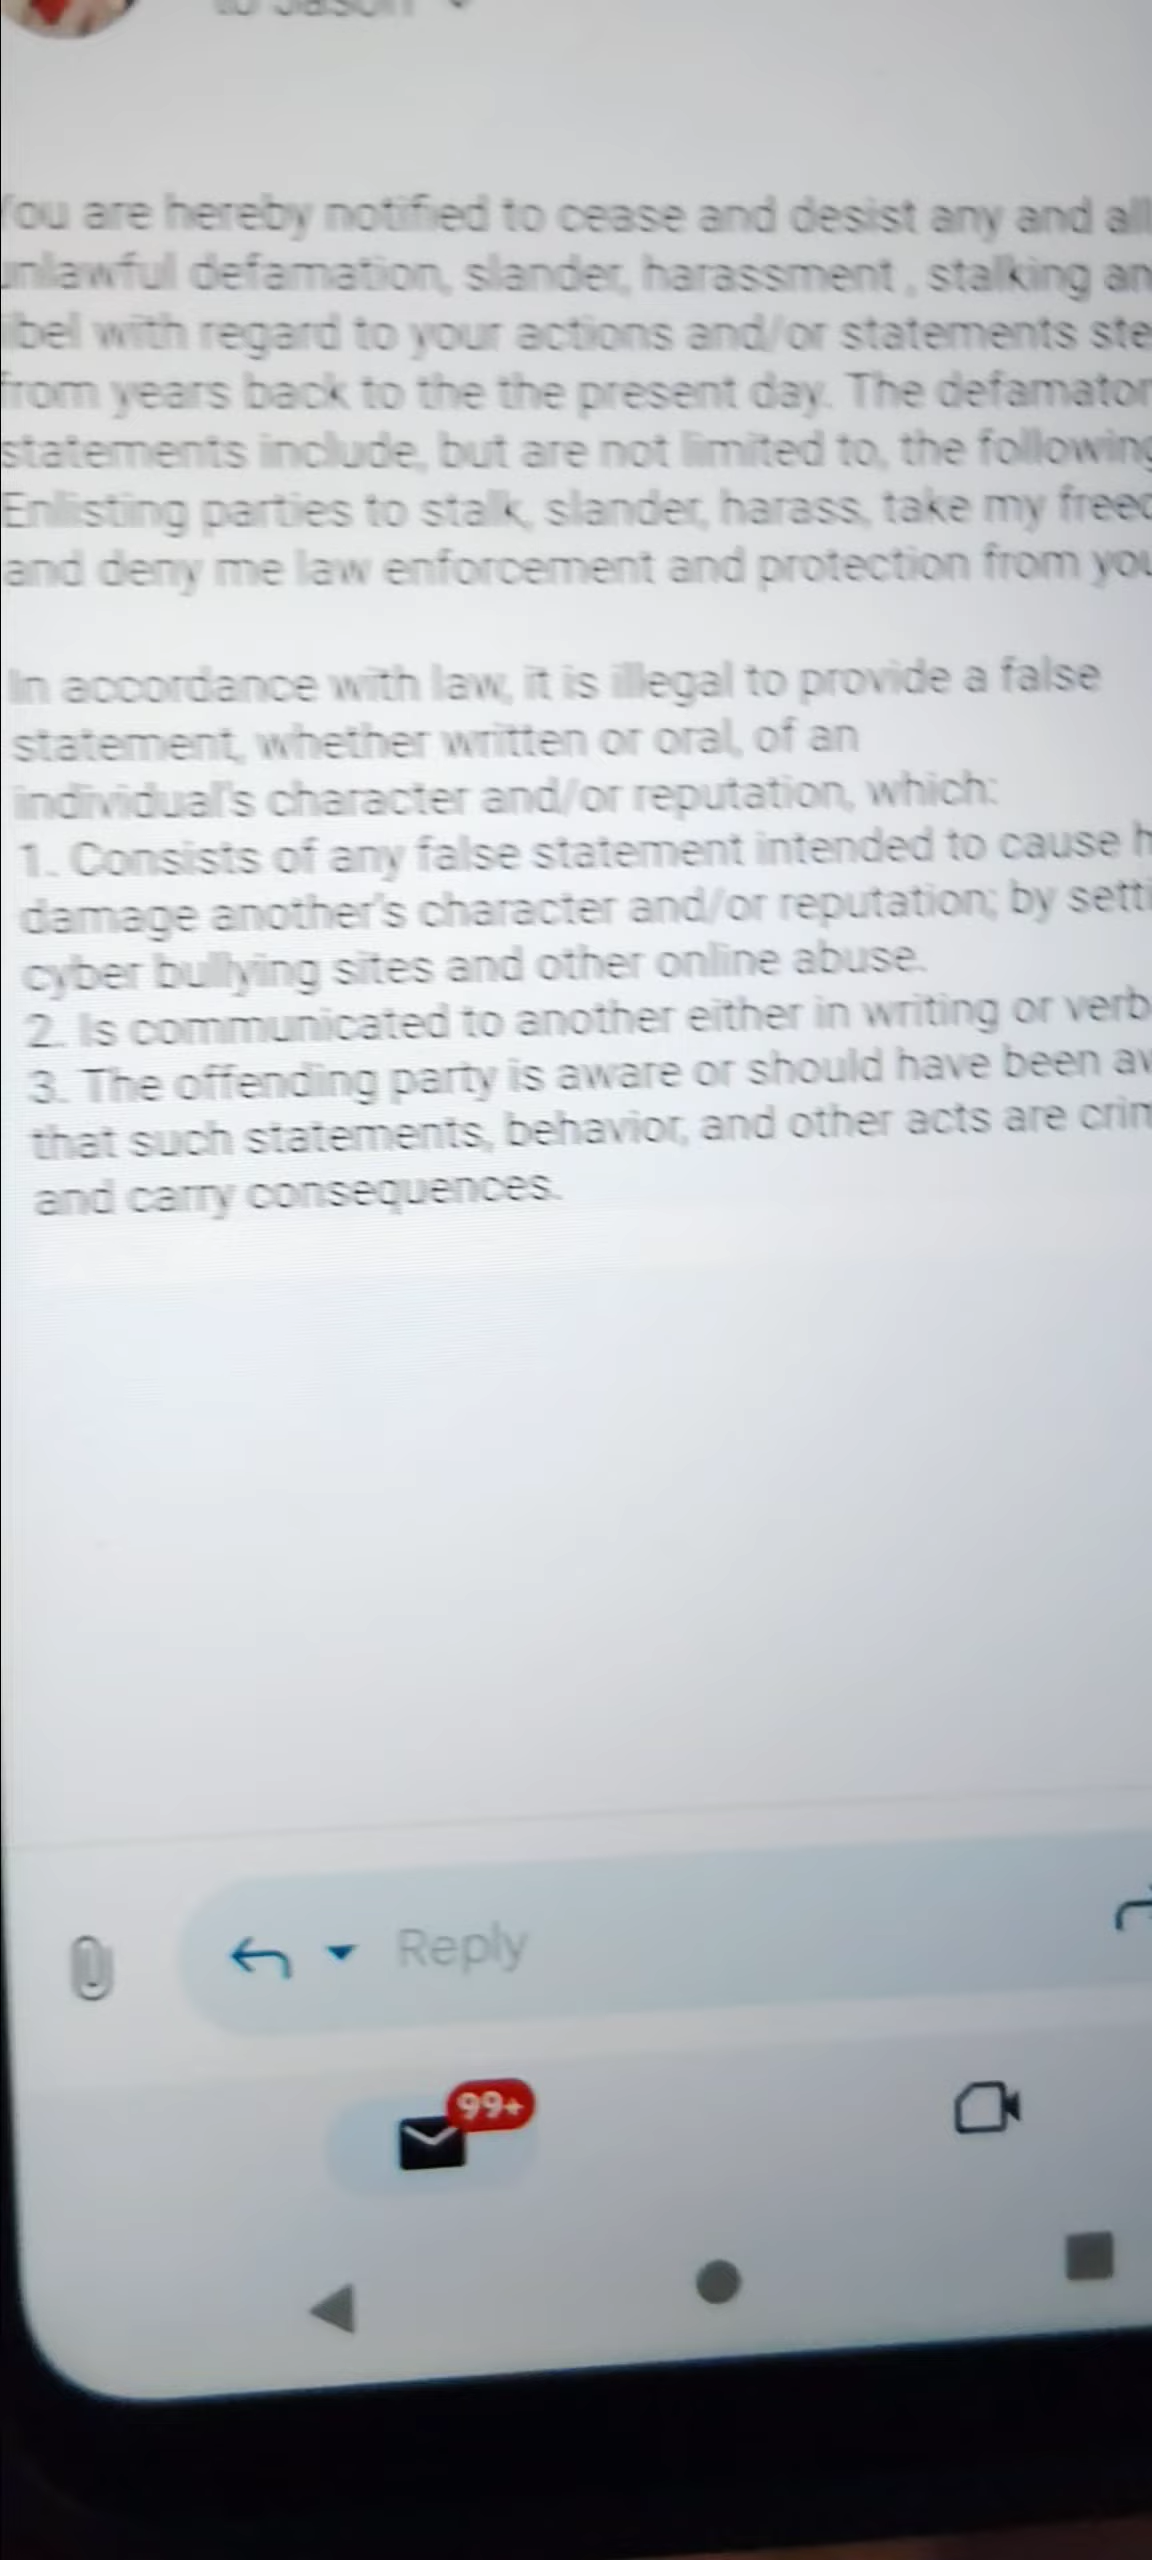 to Jason
You are hereby notified to cease and desist any and all
unlawful defamation, slander, harassment , stalking an
ibel with regard to your actions and/or statements ste
from years back to the the present day. The defamator
statements include, but are not limited to, the following
Enlisting parties to stalk, slander, harass, take my freed
and deny me law enforcement and protection from you
In accordance with law, it is illegal to provide a false
statement, whether written or oral, of an
individual's character and/or reputation, which:
1. Consists of any false statement intended to cause h
damage another's character and/or reputation; by setti
cyber bullying sites and other online abuse.
2. Is communicated to another either in writing or verb
3. The offending party is aware or should have been aw
that such statements, behavior, and other acts are crim
and carry consequences.
Reply
99+